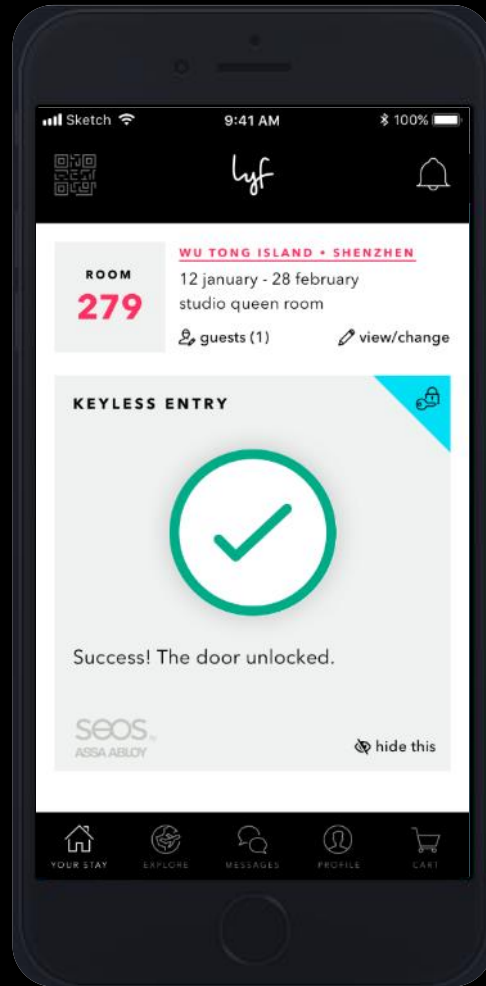 Sketch 9:41 AM 100%
lyf
ROOM
279
WU TONG ISLAND • SHENZHEN
12 january - 28 february
studio queen room
guests (1) view/change
KEYLESS ENTRY
Success! The door unlocked.
seos
ASSA ABLOY
hide this
YOUR STAY EXPLORE MESSAGES PROFILE CART